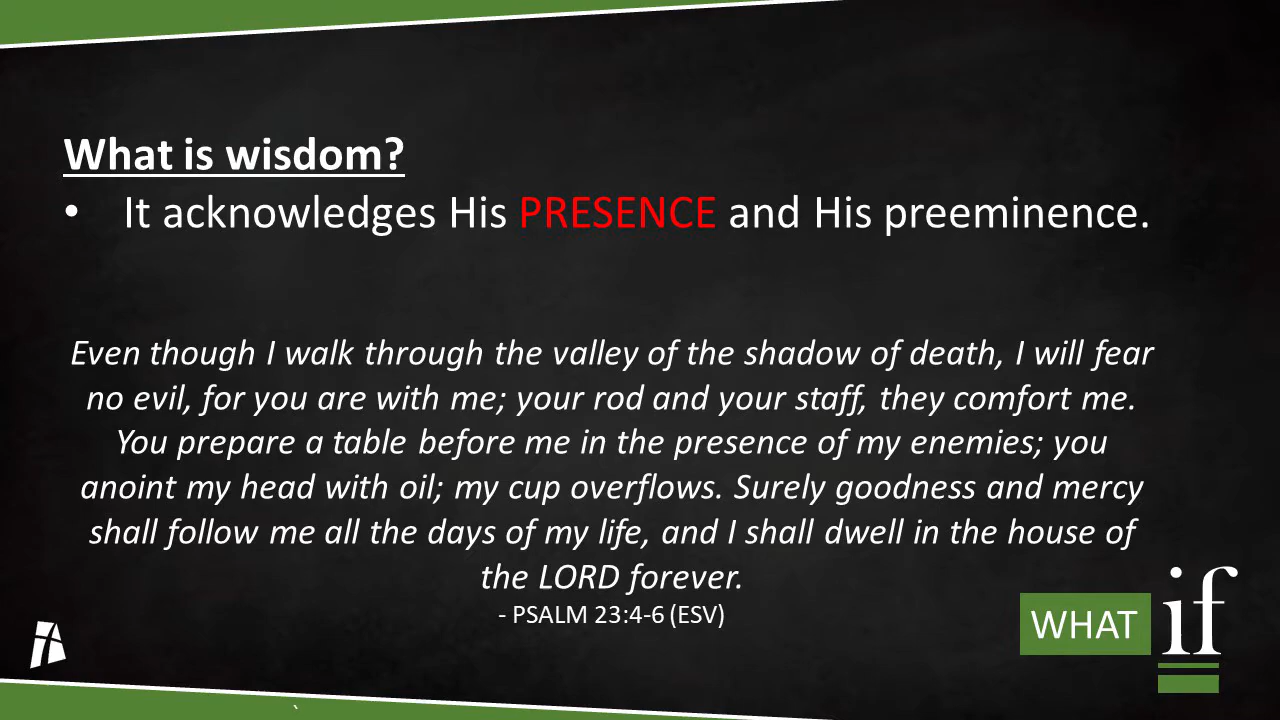 What is wisdom?
• It acknowledges His PRESENCE and His preeminence.
Even though I walk through the valley of the shadow of death, I will fear
no evil, for you are with me; your rod and your staff, they comfort me.
You prepare a table before me in the presence of my enemies; you
anoint my head with oil; my cup overflows. Surely goodness and mercy
shall follow me all the days of my life, and I shall dwell in the house of
the LORD forever.
- PSALM 23:4-6 (ESV)
WHAT if
`